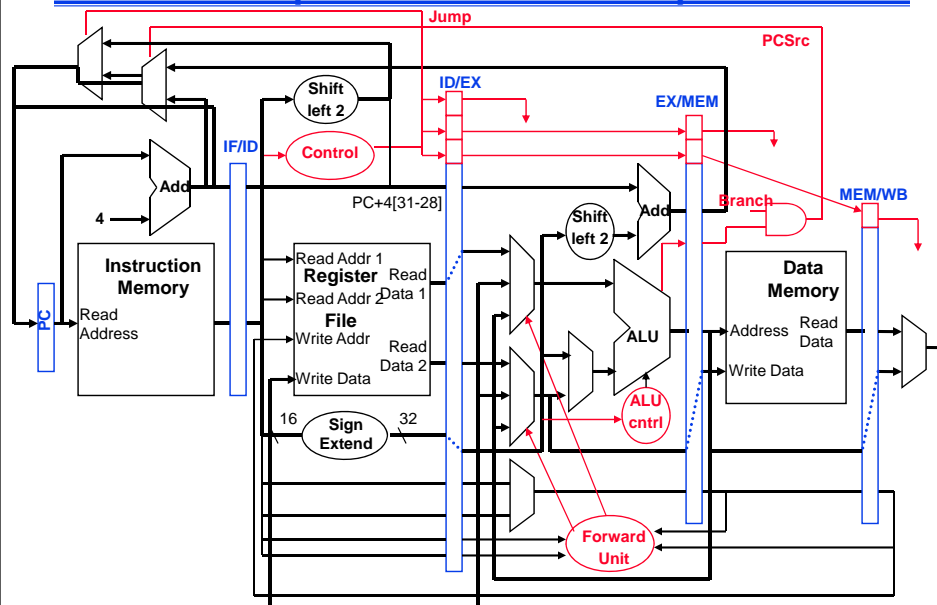 Jump
PCSrc
ID/EX
EX/MEM
Shift
left 2
IF/ID
Control
Add
4
PC+4[31-28]
MEM/WB
Branch
Shift
left 2
Add
Instruction
Memory
Read
Address
PC
Read Addr 1
Register
Read
Data 1
Read Addr 2
File
Write Addr
Read
Data 2
Write Data
16
Sign
Extend
32
ALU
ALU
cntrl
Data
Memory
Address
Read
Data
Write Data
Forward
Unit